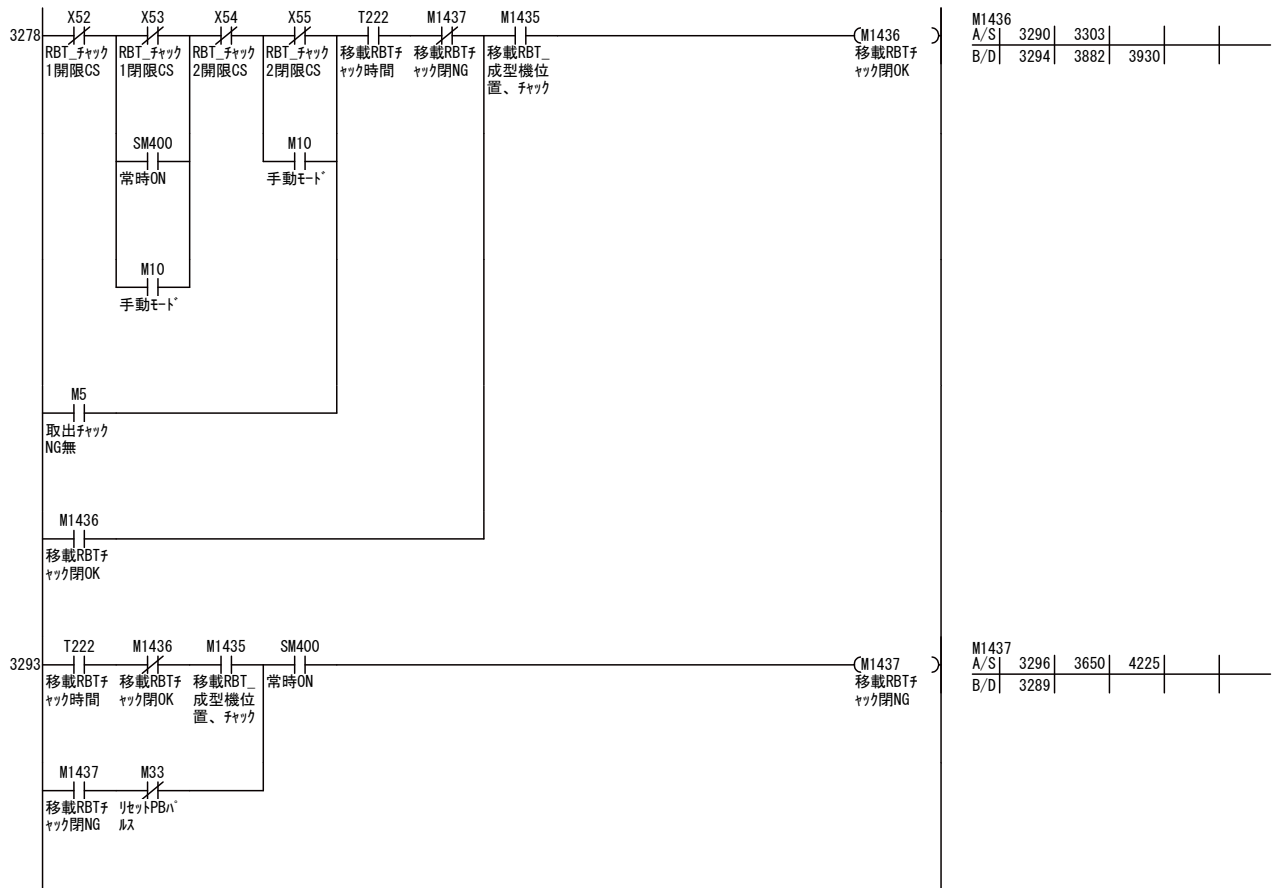 X52 X53 X54 X55 T222 M1437 M1435
3278 (M1436 )
RBT_ﾁｬｯｸ RBT_ﾁｬｯｸ RBT_ﾁｬｯｸ RBT_ﾁｬｯｸ 移載RBTﾁ 移載RBTﾁ 移載RBT_ 移載RBTﾁ
1開限CS 1閉限CS 2開限CS 2閉限CS ｬｯｸ時間 ｬｯｸ閉NG 成型機位 ｬｯｸ閉OK
置、ﾁｬｯｸ
M1436
A/S 3290 3303
B/D 3294 3882 3930
SM400 M10
常時ON 手動ﾓｰﾄﾞ
M10
手動ﾓｰﾄﾞ
M5
取出ﾁｬｯｸ
NG無
M1436
移載RBTﾁ
ｬｯｸ閉OK
T222 M1436 M1435 SM400
3293 (M1437 )
移載RBTﾁ 移載RBTﾁ 移載RBT_ 常時ON 移載RBTﾁ
ｬｯｸ時間 ｬｯｸ閉OK 成型機位 ｬｯｸ閉NG
置、ﾁｬｯｸ
M1437
A/S 3296 3650 4225
B/D 3289
M1437 M33
移載RBTﾁ ﾘｾｯﾄPBﾊﾟ
ｬｯｸ閉NG ﾙｽ